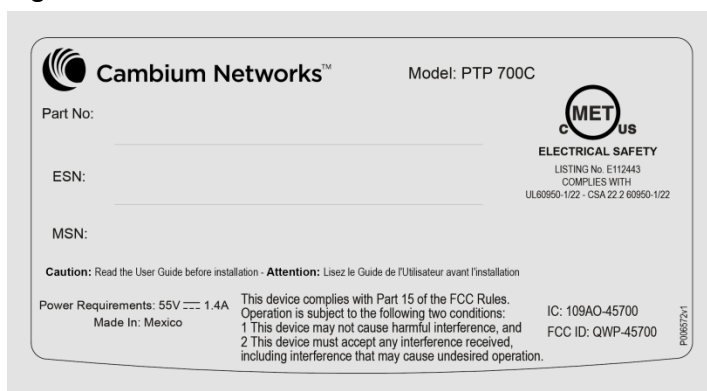 Cambium Networks™
Model: PTP 700C
Part No:
MET
C US
ELECTRICAL SAFETY
LISTING No. E112443
COMPLIES WITH
UL60950-1/22 - CSA 22 2 60950-1/22
ESN:
MSN:
Caution: Read the User Guide before installation - Attention: Lisez le Guide de l'Utilisateur avant l'installation
Power Requirements: 55V ⎓ 1.4A
Made In: Mexico
This device complies with Part 15 of the FCC Rules.
Operation is subject to the following two conditions:
1 This device may not cause harmful interference, and
2 This device must accept any interference received,
including interference that may cause undesired operation.
IC: 109AO-45700
FCC ID: QWP-45700
P006572v1